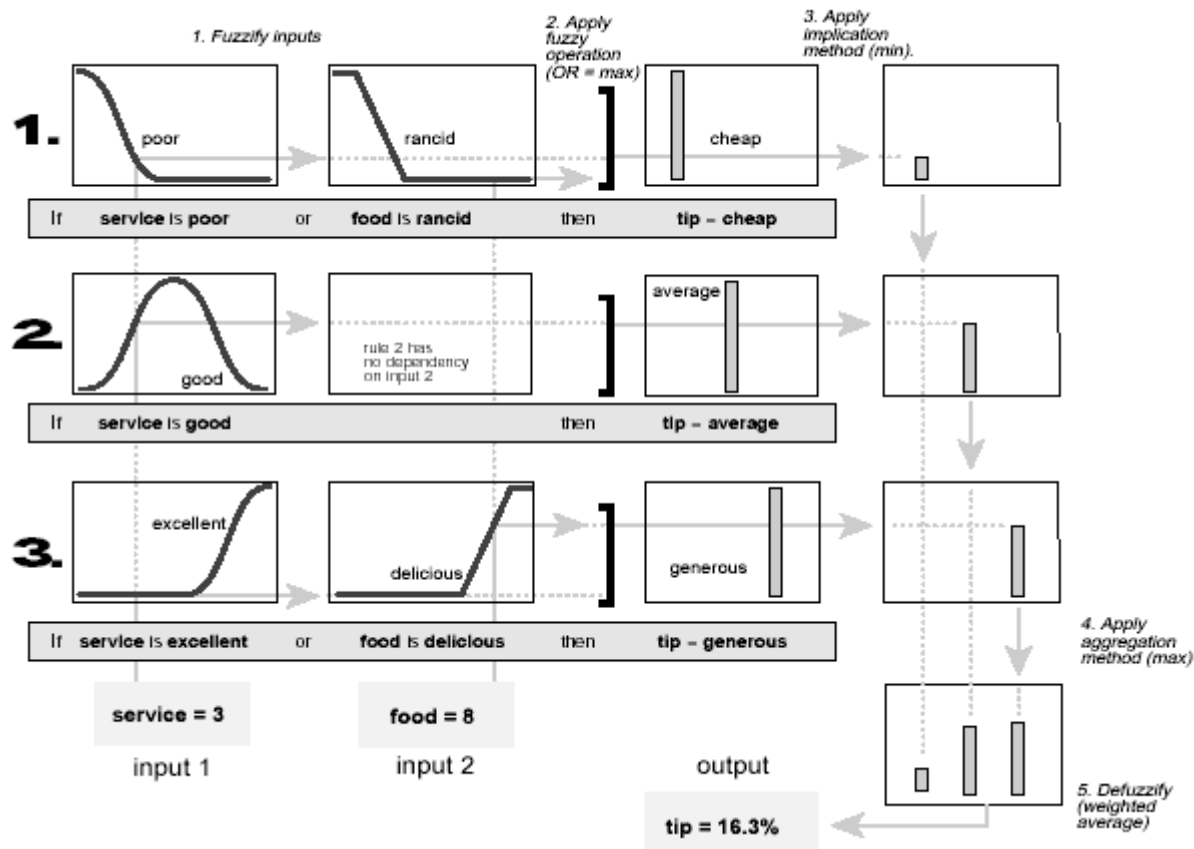 1. Fuzzify inputs
2. Apply
fuzzy
operation
(OR = max)
3. Apply
implication
method (min).
1.
poor
rancid
cheap
If service is poor or food is rancid then tip – cheap
2.
good
rule 2 has
no dependency
on input 2
average
If service is good then tip – average
3.
excellent
delicious
generous
If service is excellent or food is delicious then tip – generous
4. Apply
aggregation
method (max)
service = 3
food = 8
input 1
input 2
output
tip = 16.3%
5. Defuzzify
(weighted
average)